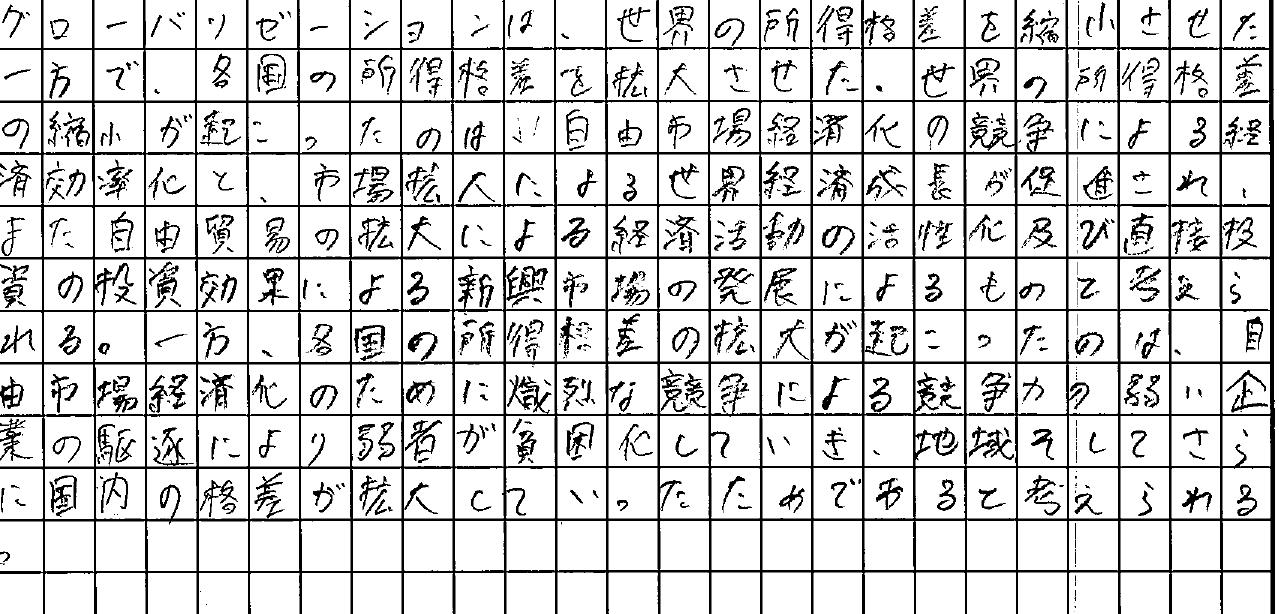 グローバリゼーションは、世界の所得格差を縮小させた
一方で、各国の所得格差を拡大させた。世界の所得格差
の縮小が起こったのは、自由市場経済化の競争による経
済効率化と、市場拡大による世界経済成長が促進され、
また自由貿易の拡大による経済活動の活性化及び直接投
資の投資効果による新興市場の発展によるものと考えら
れる。一方、各国の所得格差の拡大が起こったのは、自
由市場経済化のために熾烈な競争による競争力の弱い企
業の駆逐により弱者が貧困化していき、地域そしてさら
に国内の格差が拡大していったためであると考えられる
。